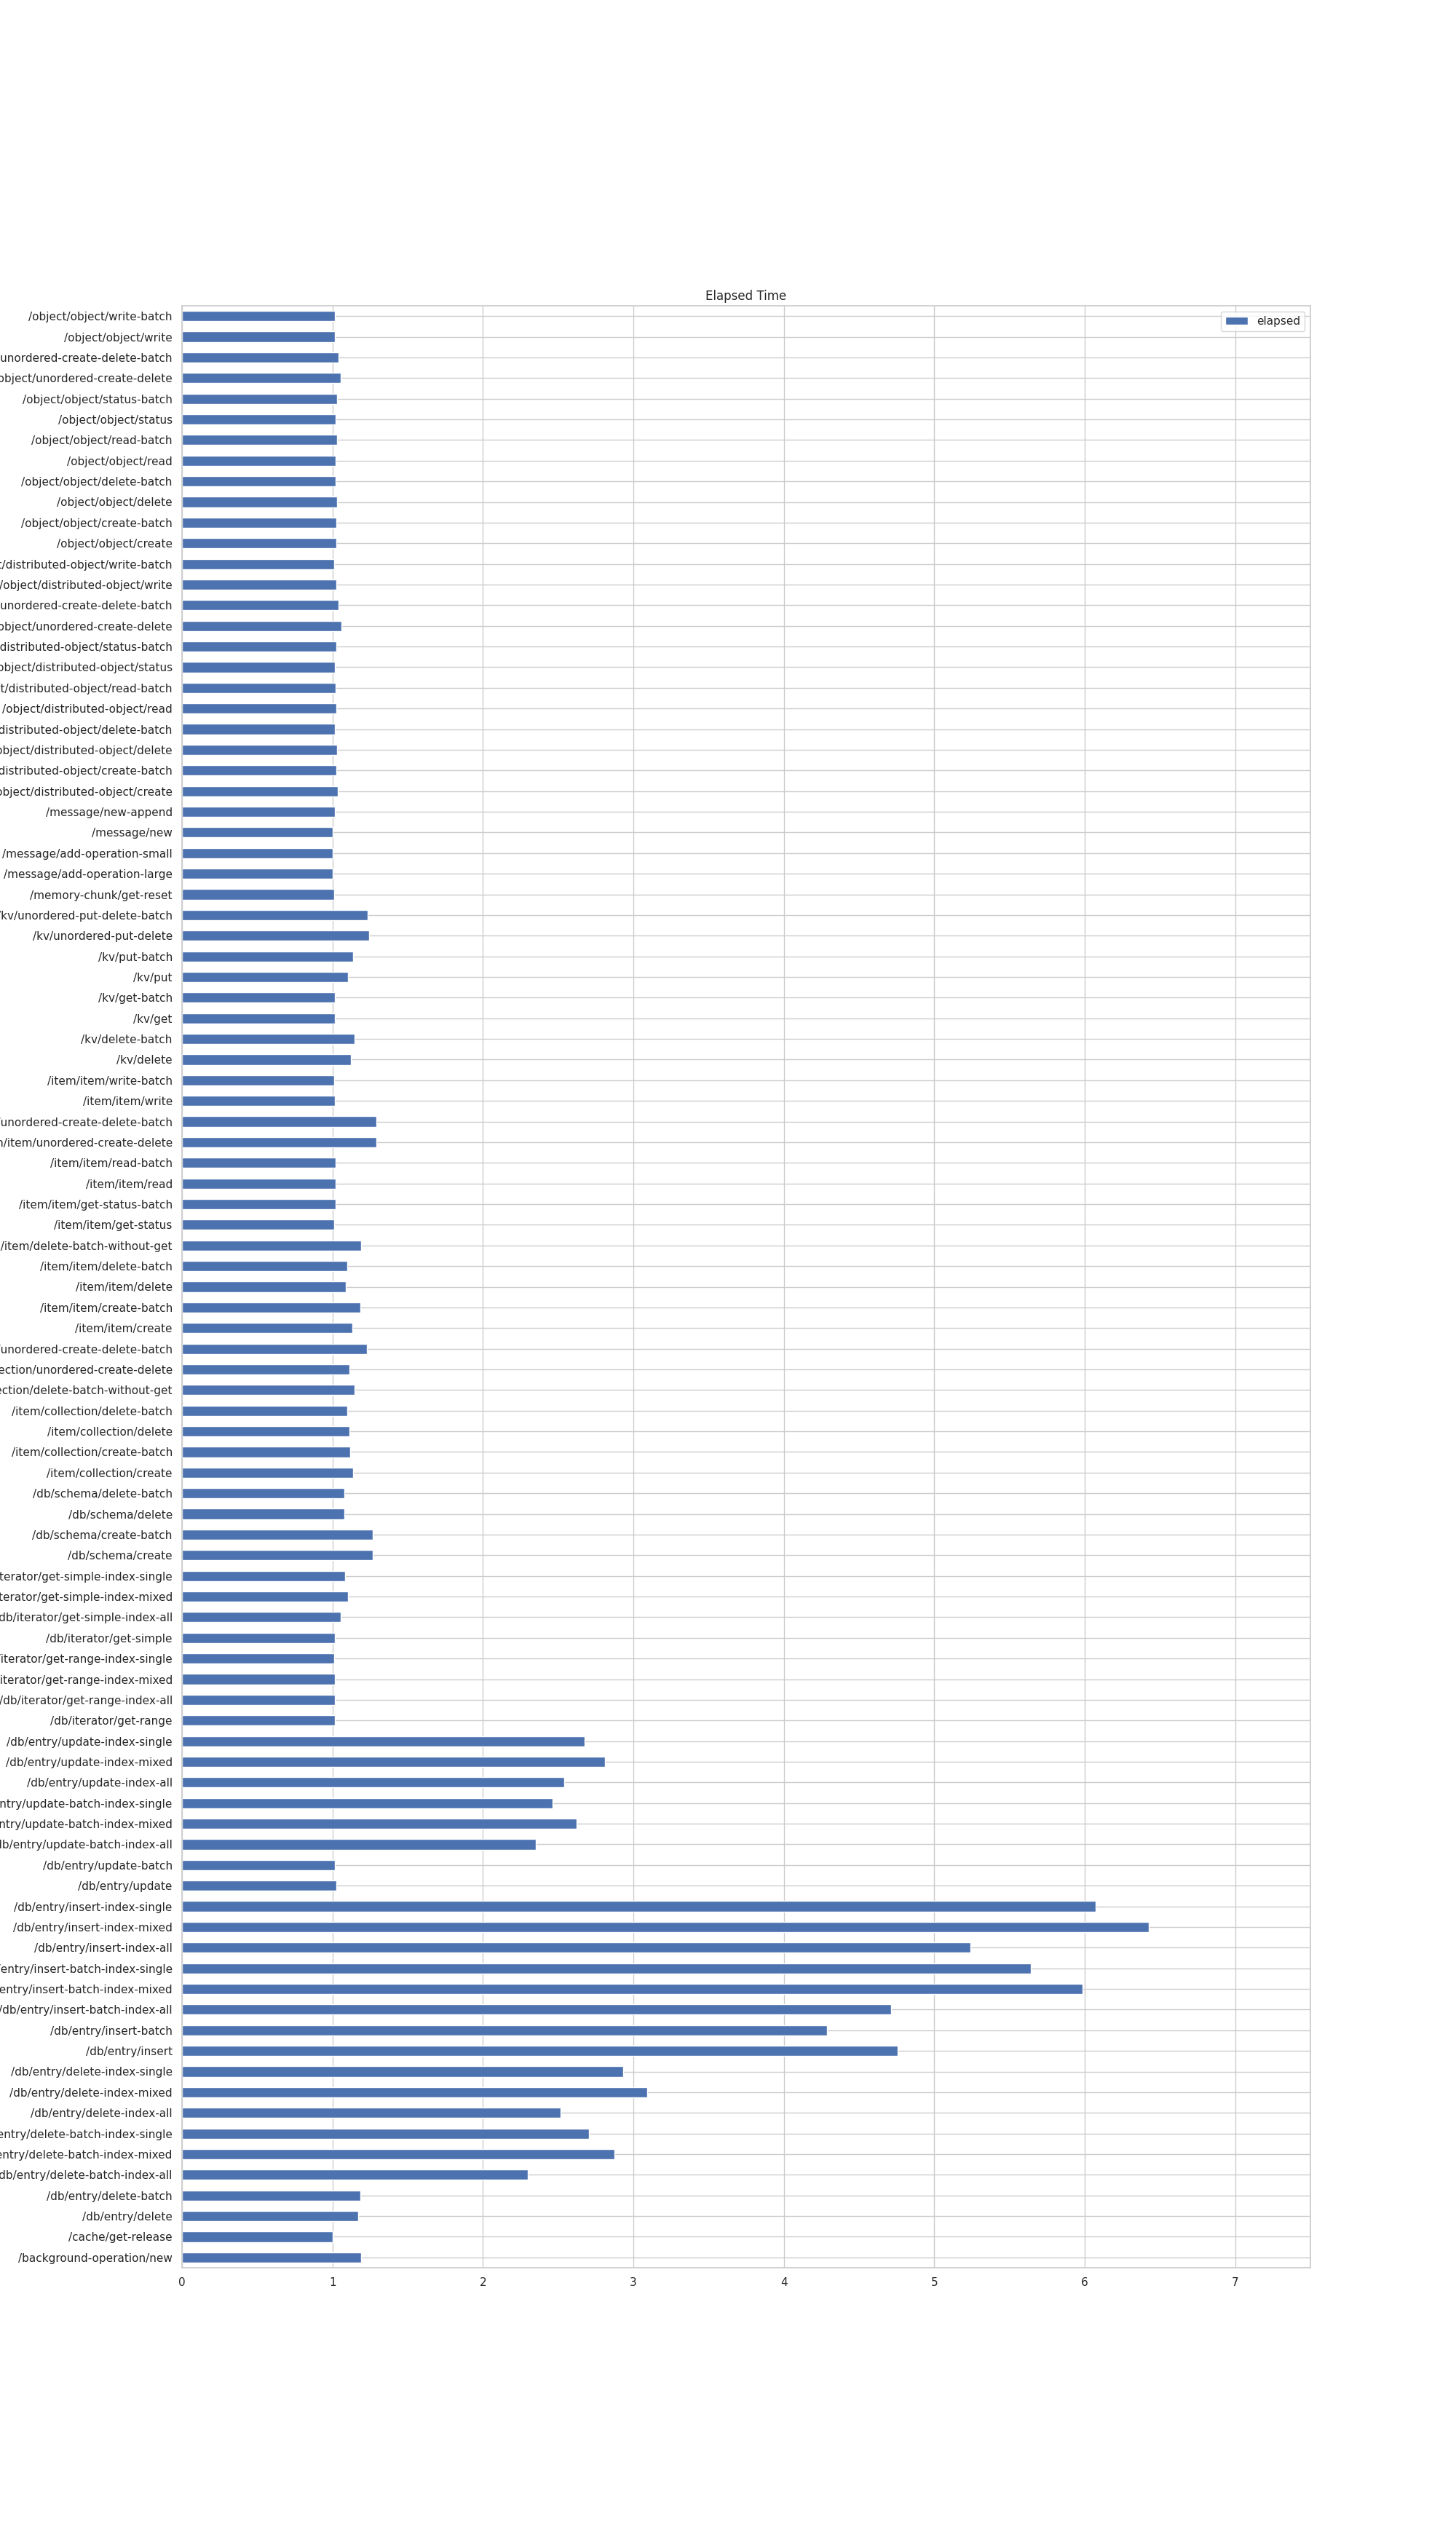 Elapsed Time
elapsed
/object/object/write-batch
/object/object/write
unordered-create-delete-batch
object/unordered-create-delete
/object/object/status-batch
/object/object/status
/object/object/read-batch
/object/object/read
/object/object/delete-batch
/object/object/delete
/object/object/create-batch
/object/object/create
t/distributed-object/write-batch
/object/distributed-object/write
unordered-create-delete-batch
object/unordered-create-delete
distributed-object/status-batch
object/distributed-object/status
t/distributed-object/read-batch
/object/distributed-object/read
distributed-object/delete-batch
object/distributed-object/delete
distributed-object/create-batch
object/distributed-object/create
/message/new-append
/message/new
/message/add-operation-small
/message/add-operation-large
/memory-chunk/get-reset
/kv/unordered-put-delete-batch
/kv/unordered-put-delete
/kv/put-batch
/kv/put
/kv/get-batch
/kv/get
/kv/delete-batch
/kv/delete
/item/item/write-batch
/item/item/write
unordered-create-delete-batch
m/item/unordered-create-delete
/item/item/read-batch
/item/item/read
/item/item/get-status-batch
/item/item/get-status
/item/delete-batch-without-get
/item/item/delete-batch
/item/item/delete
/item/item/create-batch
/item/item/create
unordered-create-delete-batch
ection/unordered-create-delete
ection/delete-batch-without-get
/item/collection/delete-batch
/item/collection/delete
/item/collection/create-batch
/item/collection/create
/db/schema/delete-batch
/db/schema/delete
/db/schema/create-batch
/db/schema/create
terator/get-simple-index-single
terator/get-simple-index-mixed
db/iterator/get-simple-index-all
/db/iterator/get-simple
iterator/get-range-index-single
iterator/get-range-index-mixed
/db/iterator/get-range-index-all
/db/iterator/get-range
/db/entry/update-index-single
/db/entry/update-index-mixed
/db/entry/update-index-all
entry/update-batch-index-single
entry/update-batch-index-mixed
db/entry/update-batch-index-all
/db/entry/update-batch
/db/entry/update
/db/entry/insert-index-single
/db/entry/insert-index-mixed
/db/entry/insert-index-all
entry/insert-batch-index-single
entry/insert-batch-index-mixed
/db/entry/insert-batch-index-all
/db/entry/insert-batch
/db/entry/insert
/db/entry/delete-index-single
/db/entry/delete-index-mixed
/db/entry/delete-index-all
entry/delete-batch-index-single
entry/delete-batch-index-mixed
db/entry/delete-batch-index-all
/db/entry/delete-batch
/db/entry/delete
/cache/get-release
/background-operation/new
0 1 2 3 4 5 6 7